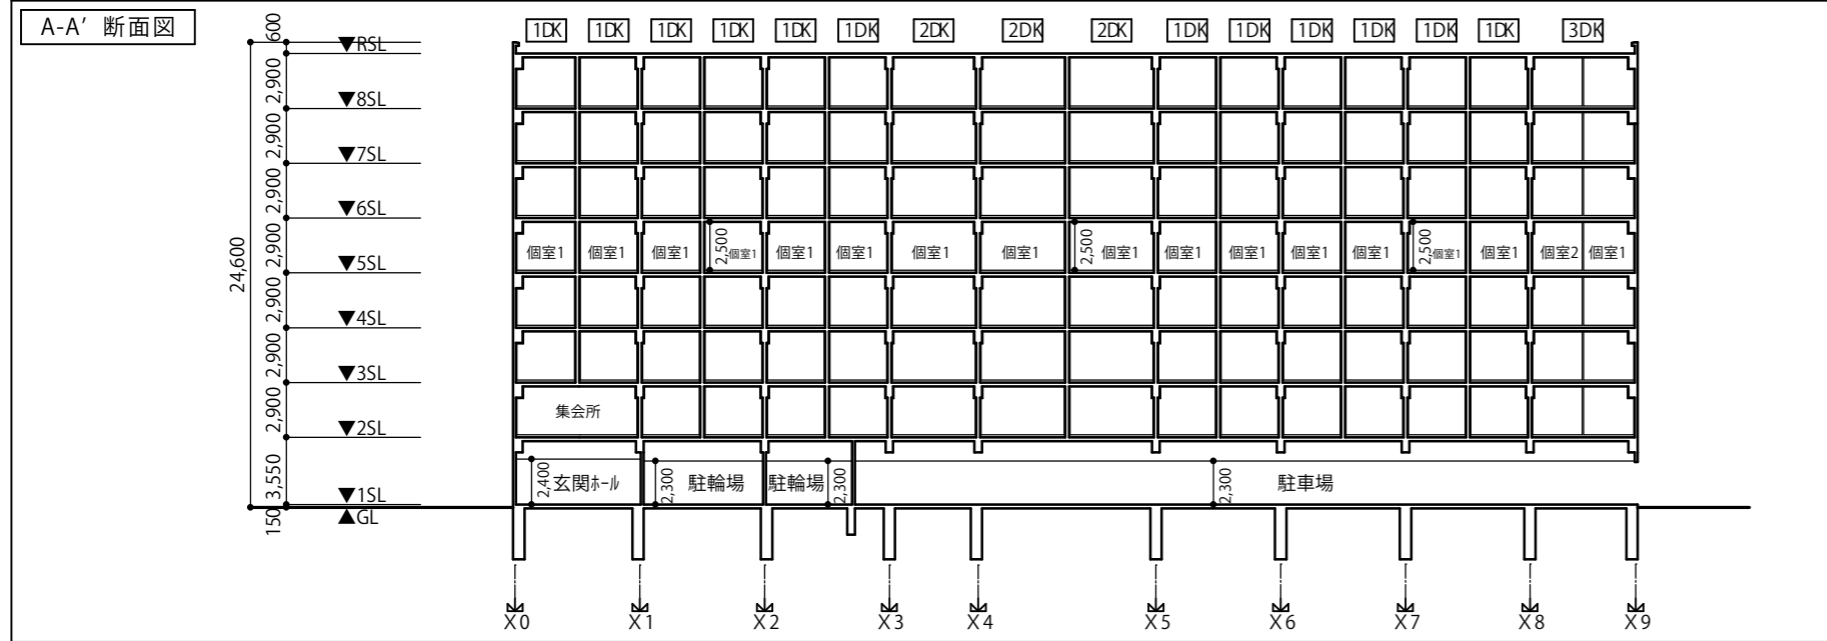 A-A’ 断面図
1DK 1DK 1DK 1DK 1DK 1DK 2DK 2DK 2DK 1DK 1DK 1DK 1DK 1DK 1DK 3DK
600
▼RSL
2,900
▼8SL
2,900
▼7SL
2,900
▼6SL
2,900
▼5SL
2,900
▼4SL
2,900
▼3SL
2,900
▼2SL
3,550
▼1SL
150
▲GL
24,600
個室1 個室1 個室1 2,500 個室1 個室1 個室1 個室1 個室1 2,500 個室1 個室1 個室1 個室1 個室1 2,500 個室1 個室1 個室2 個室1
集会所
2,400 玄関ホール 2,300 駐輪場 駐輪場 2,300 2,300 駐車場
X0 X1 X2 X3 X4 X5 X6 X7 X8 X9